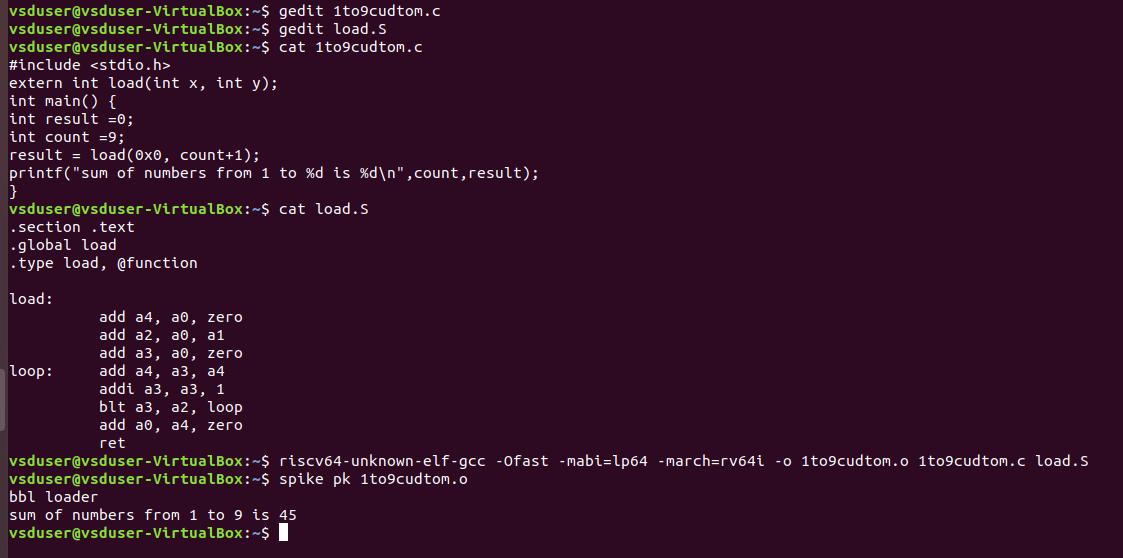 vsduser@vsduser-VirtualBox:~$ gedit 1to9cudtom.c
vsduser@vsduser-VirtualBox:~$ gedit load.S
vsduser@vsduser-VirtualBox:~$ cat 1to9cudtom.c
#include <stdio.h>
extern int load(int x, int y);
int main() {
int result =0;
int count =9;
result = load(0x0, count+1);
printf("sum of numbers from 1 to %d is %d\n",count,result);
}
vsduser@vsduser-VirtualBox:~$ cat load.S
.section .text
.global load
.type load, @function

load:
          add a4, a0, zero
          add a2, a0, a1
          add a3, a0, zero
loop:     add a4, a3, a4
          addi a3, a3, 1
          blt a3, a2, loop
          add a0, a4, zero
          ret
vsduser@vsduser-VirtualBox:~$ riscv64-unknown-elf-gcc -Ofast -mabi=lp64 -march=rv64i -o 1to9cudtom.o 1to9cudtom.c load.S
vsduser@vsduser-VirtualBox:~$ spike pk 1to9cudtom.o
bbl loader
sum of numbers from 1 to 9 is 45
vsduser@vsduser-VirtualBox:~$